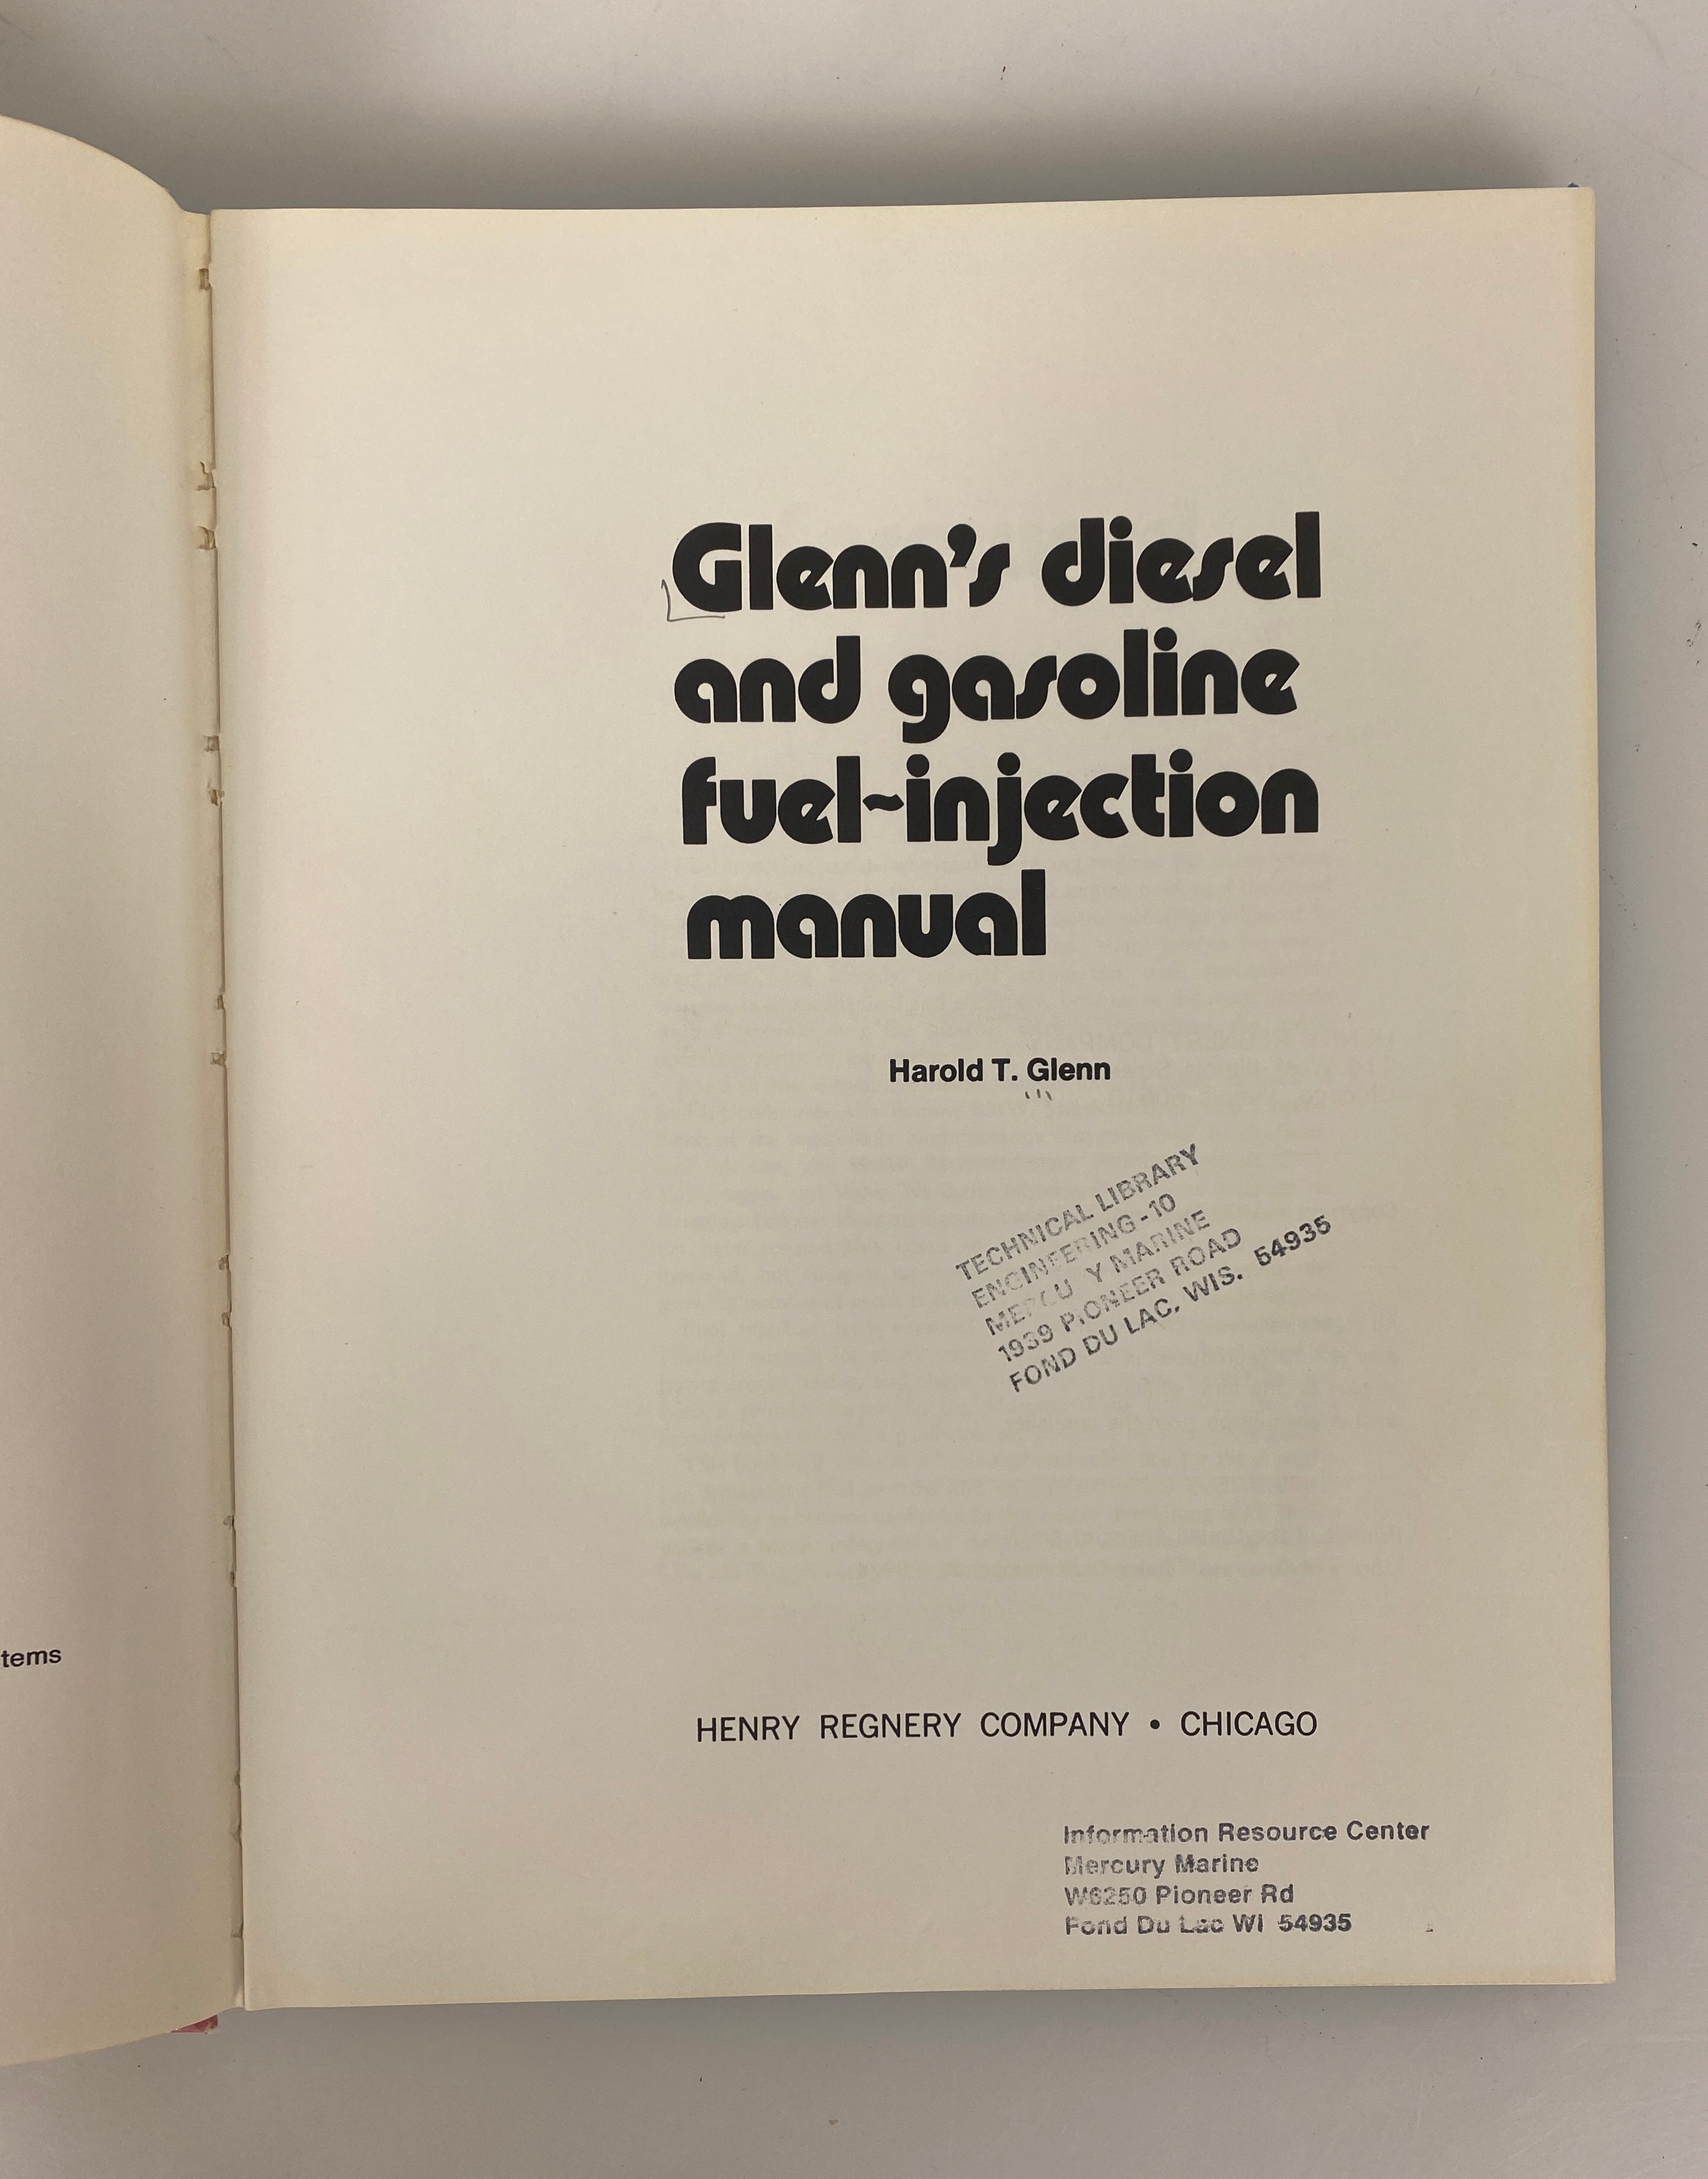 Glenn's diesel
and gasoline
fuel-injection
manual
Harold T. Glenn
TECHNICAL LIBRARY
ENGINEERING-10
MERCU Y MARINE
1939 PIONEER ROAD
FOND DU LAC, WIS. 54935
tems
HENRY REGNERY COMPANY • CHICAGO
Information Resource Center
Mercury Marine
W6250 Pioneer Rd
Fond Du Lac WI 54935